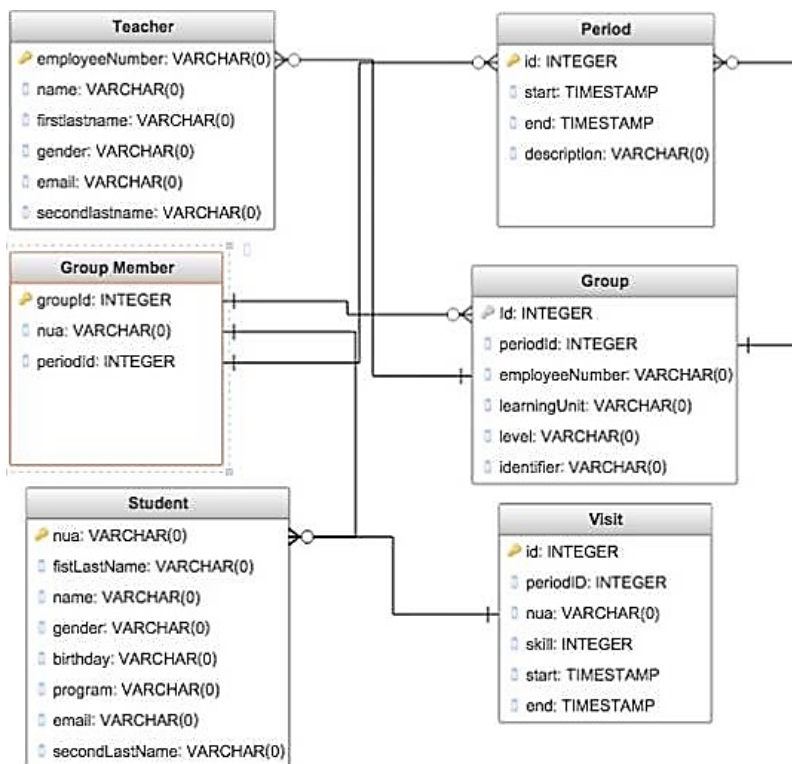 Teacher
employeeNumber: VARCHAR(0)
name: VARCHAR(0)
firstlastname: VARCHAR(0)
gender: VARCHAR(0)
email: VARCHAR(0)
secondlastname: VARCHAR(0)
Period
id: INTEGER
start: TIMESTAMP
end: TIMESTAMP
description: VARCHAR(0)
Group Member
groupId: INTEGER
nua: VARCHAR(0)
periodId: INTEGER
Group
Id: INTEGER
periodId: INTEGER
employeeNumber: VARCHAR(0)
learningUnit: VARCHAR(0)
level: VARCHAR(0)
identifier: VARCHAR(0)
Student
nua: VARCHAR(0)
fistLastName: VARCHAR(0)
name: VARCHAR(0)
gender: VARCHAR(0)
birthday: VARCHAR(0)
program: VARCHAR(0)
email: VARCHAR(0)
secondLastName: VARCHAR(0)
Visit
id: INTEGER
periodID: INTEGER
nua: VARCHAR(0)
skill: INTEGER
start: TIMESTAMP
end: TIMESTAMP